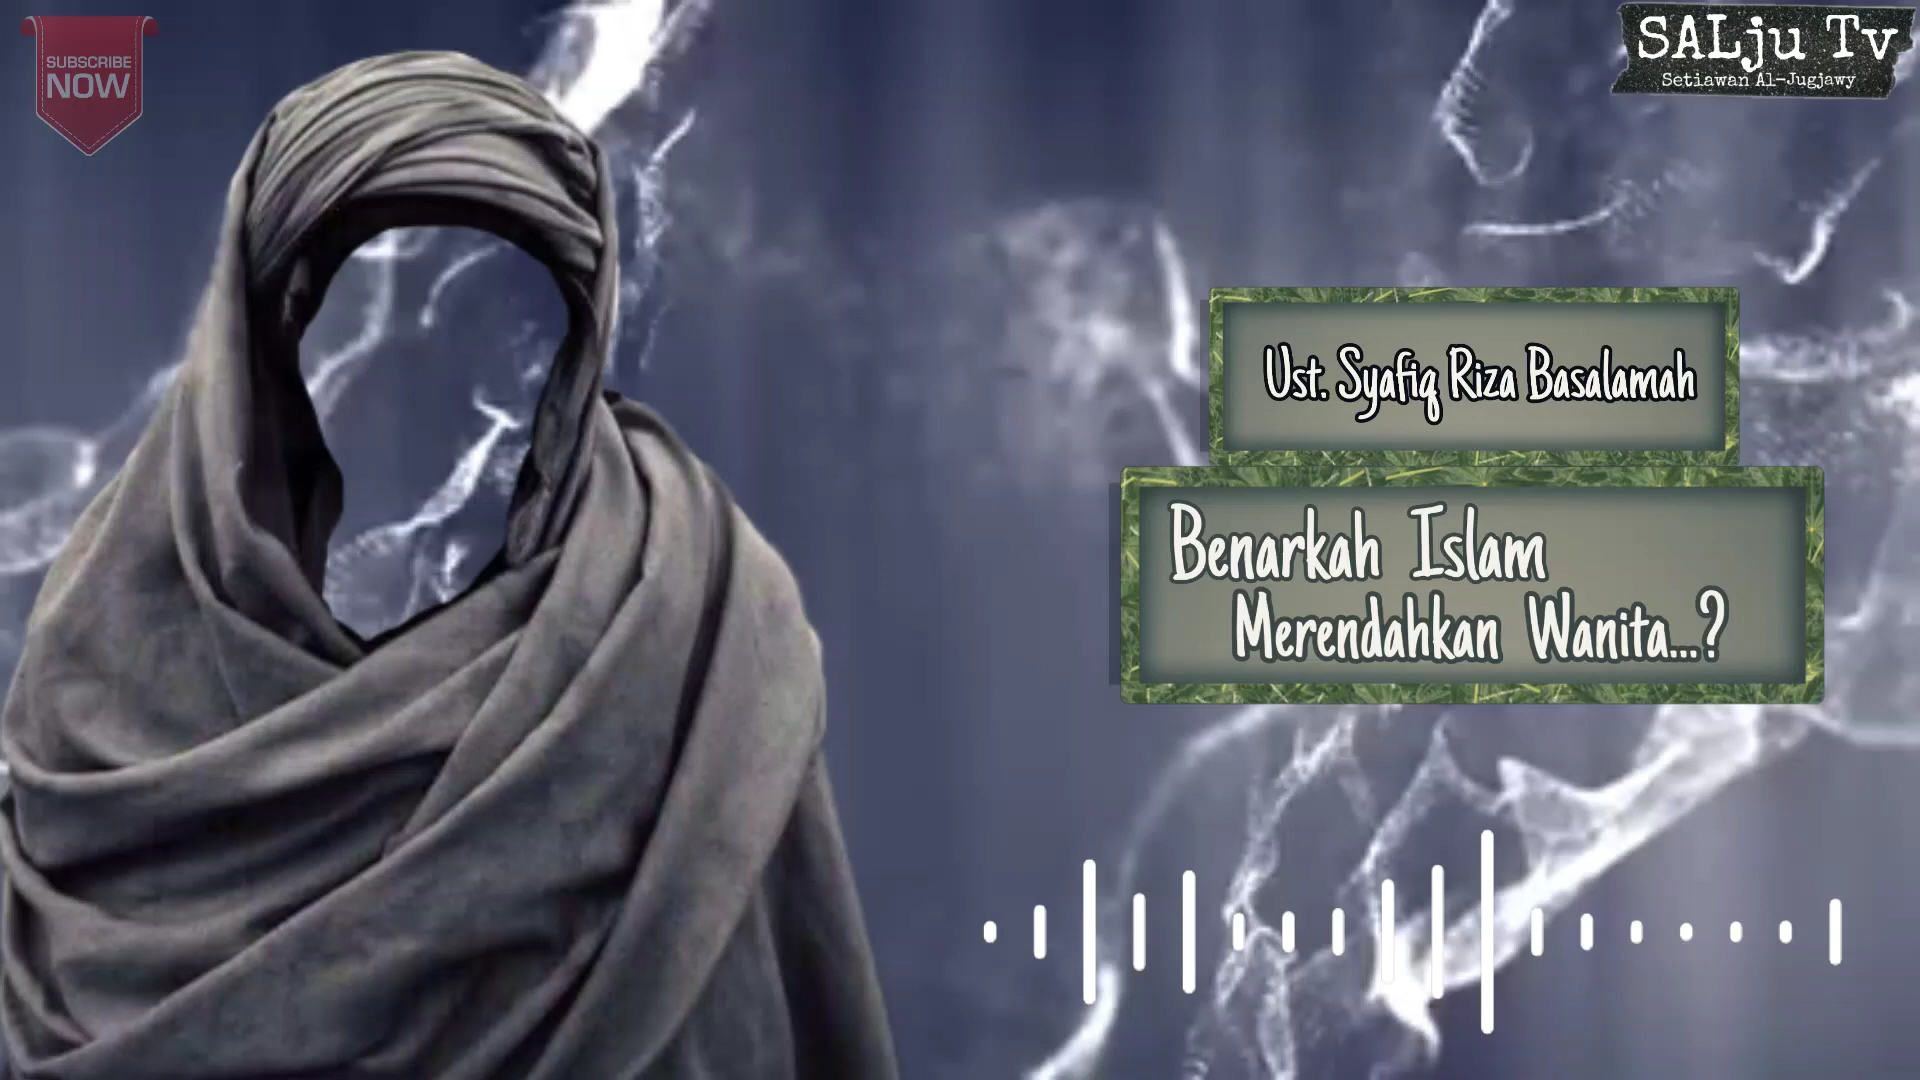 SUBSCRIBE
NOW
SALju Tv
Setiawan Al-Jugjawy
Ust. Syafiq Riza Basalamah
Benarkah Islam
Merendahkan Wanita...?